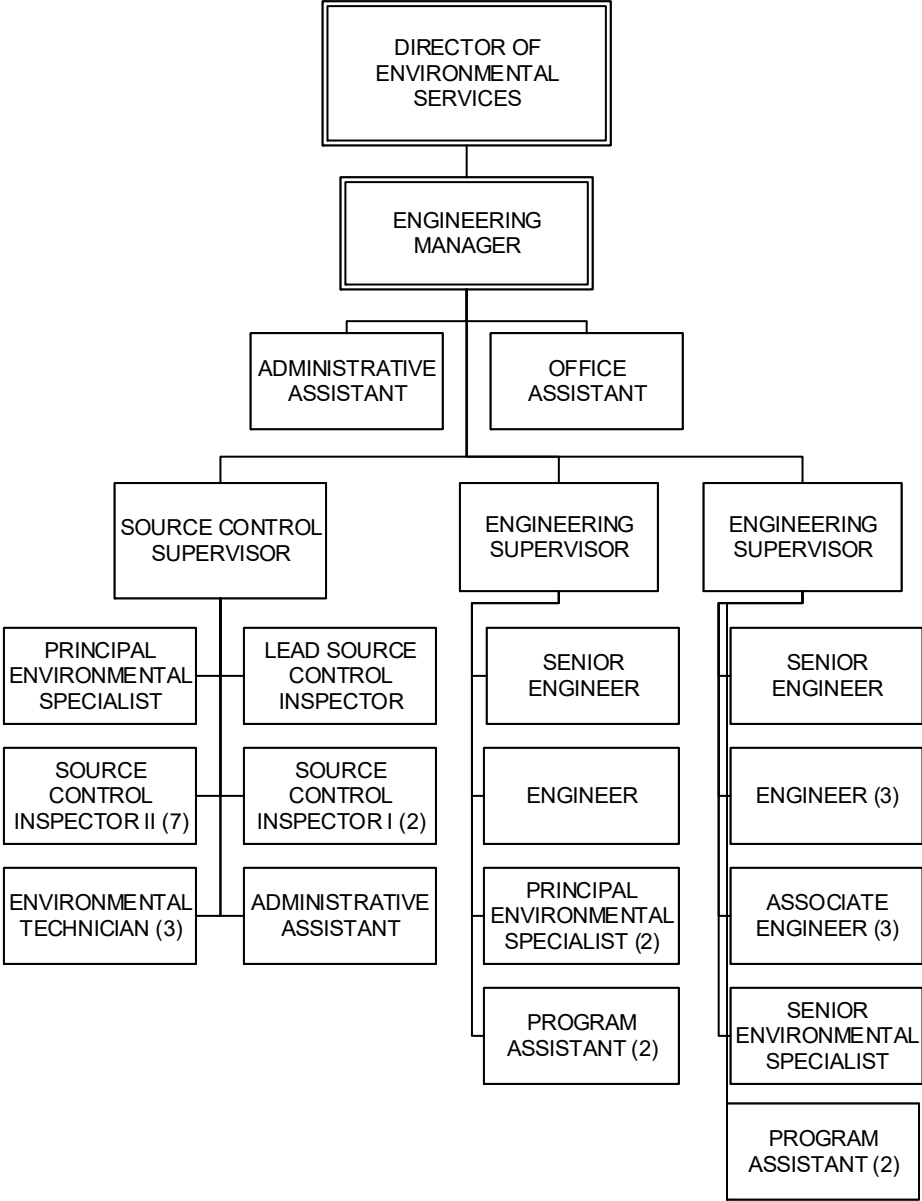 DIRECTOR OF
ENVIRONMENTAL
SERVICES
ENGINEERING
MANAGER
ADMINISTRATIVE
ASSISTANT
OFFICE
ASSISTANT
SOURCE CONTROL
SUPERVISOR
ENGINEERING
SUPERVISOR
ENGINEERING
SUPERVISOR
PRINCIPAL
ENVIRONMENTAL
SPECIALIST
LEAD SOURCE
CONTROL
INSPECTOR
SOURCE
CONTROL
INSPECTOR II (7)
SOURCE
CONTROL
INSPECTOR I (2)
ENVIRONMENTAL
TECHNICIAN (3)
ADMINISTRATIVE
ASSISTANT
SENIOR
ENGINEER
ENGINEER
PRINCIPAL
ENVIRONMENTAL
SPECIALIST (2)
PROGRAM
ASSISTANT (2)
SENIOR
ENGINEER
ENGINEER (3)
ASSOCIATE
ENGINEER (3)
SENIOR
ENVIRONMENTAL
SPECIALIST
PROGRAM
ASSISTANT (2)